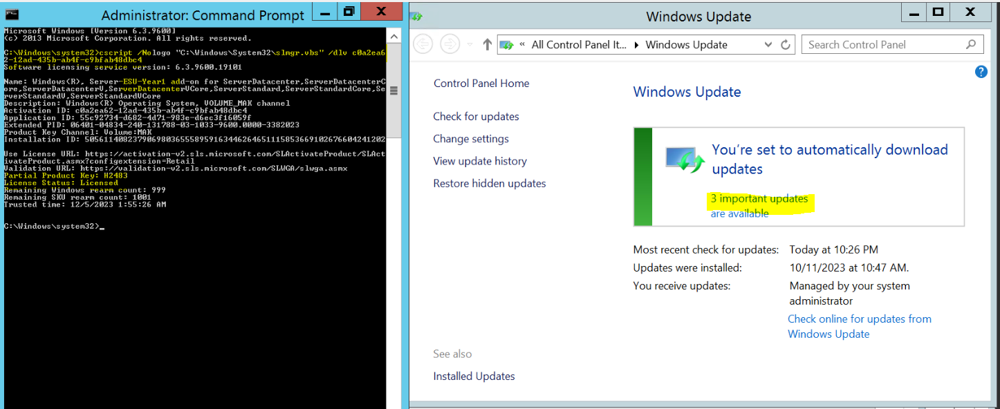 Administrator: Command Prompt
Microsoft Windows [Version 6.3.9600]
(c) 2013 Microsoft Corporation. All rights reserved.
C:\Windows\system32>cscript /Nologo "C:\Windows\System32\slmgr.vbs" /dlv c0a2ea6
2-12ad-435b-ab4f-c9bfab48dbc4
Software licensing service version: 6.3.9600.19101
Name: Windows(R), Server-ESU-Year1 add-on for ServerDatacenter,ServerDatacenterC
ore,ServerDatacenterV,ServerDatacenterVCore,ServerStandard,ServerStandardCore,Se
rverStandardV,ServerStandardVCore
Description: Windows(R) Operating System, VOLUME_MAK channel
Activation ID: c0a2ea62-12ad-435b-ab4f-c9bfab48dbc4
Application ID: 55c92734-d682-4d71-983e-d6ec3f16059f
Extended PID: 06401-04834-240-131788-03-1033-9600.0000-3382023
Product Key Channel: Volume:MAK
Installation ID: 505611408237906980365558959163446264651115853669102676604241202
Use License URL: https://activation-v2.sls.microsoft.com/SLActivateProduct/SLAct
ivateProduct.asmx?configextension=Retail
Validation URL: https://validation-v2.sls.microsoft.com/SLWGA/slwga.asmx
Partial Product Key: H2483
License Status: Licensed
Remaining Windows rearm count: 999
Remaining SKU rearm count: 1001
Trusted time: 12/5/2023 1:55:26 AM
C:\Windows\system32>_
Windows Update
« All Control Panel It... Windows Update
Search Control Panel
Control Panel Home
Check for updates
Change settings
View update history
Restore hidden updates
See also
Installed Updates
Windows Update
You're set to automatically download
updates
3 important updates
are available
Most recent check for updates: Today at 10:26 PM
Updates were installed: 10/11/2023 at 10:47 AM.
You receive updates: Managed by your system
administrator
Check online for updates from
Windows Update